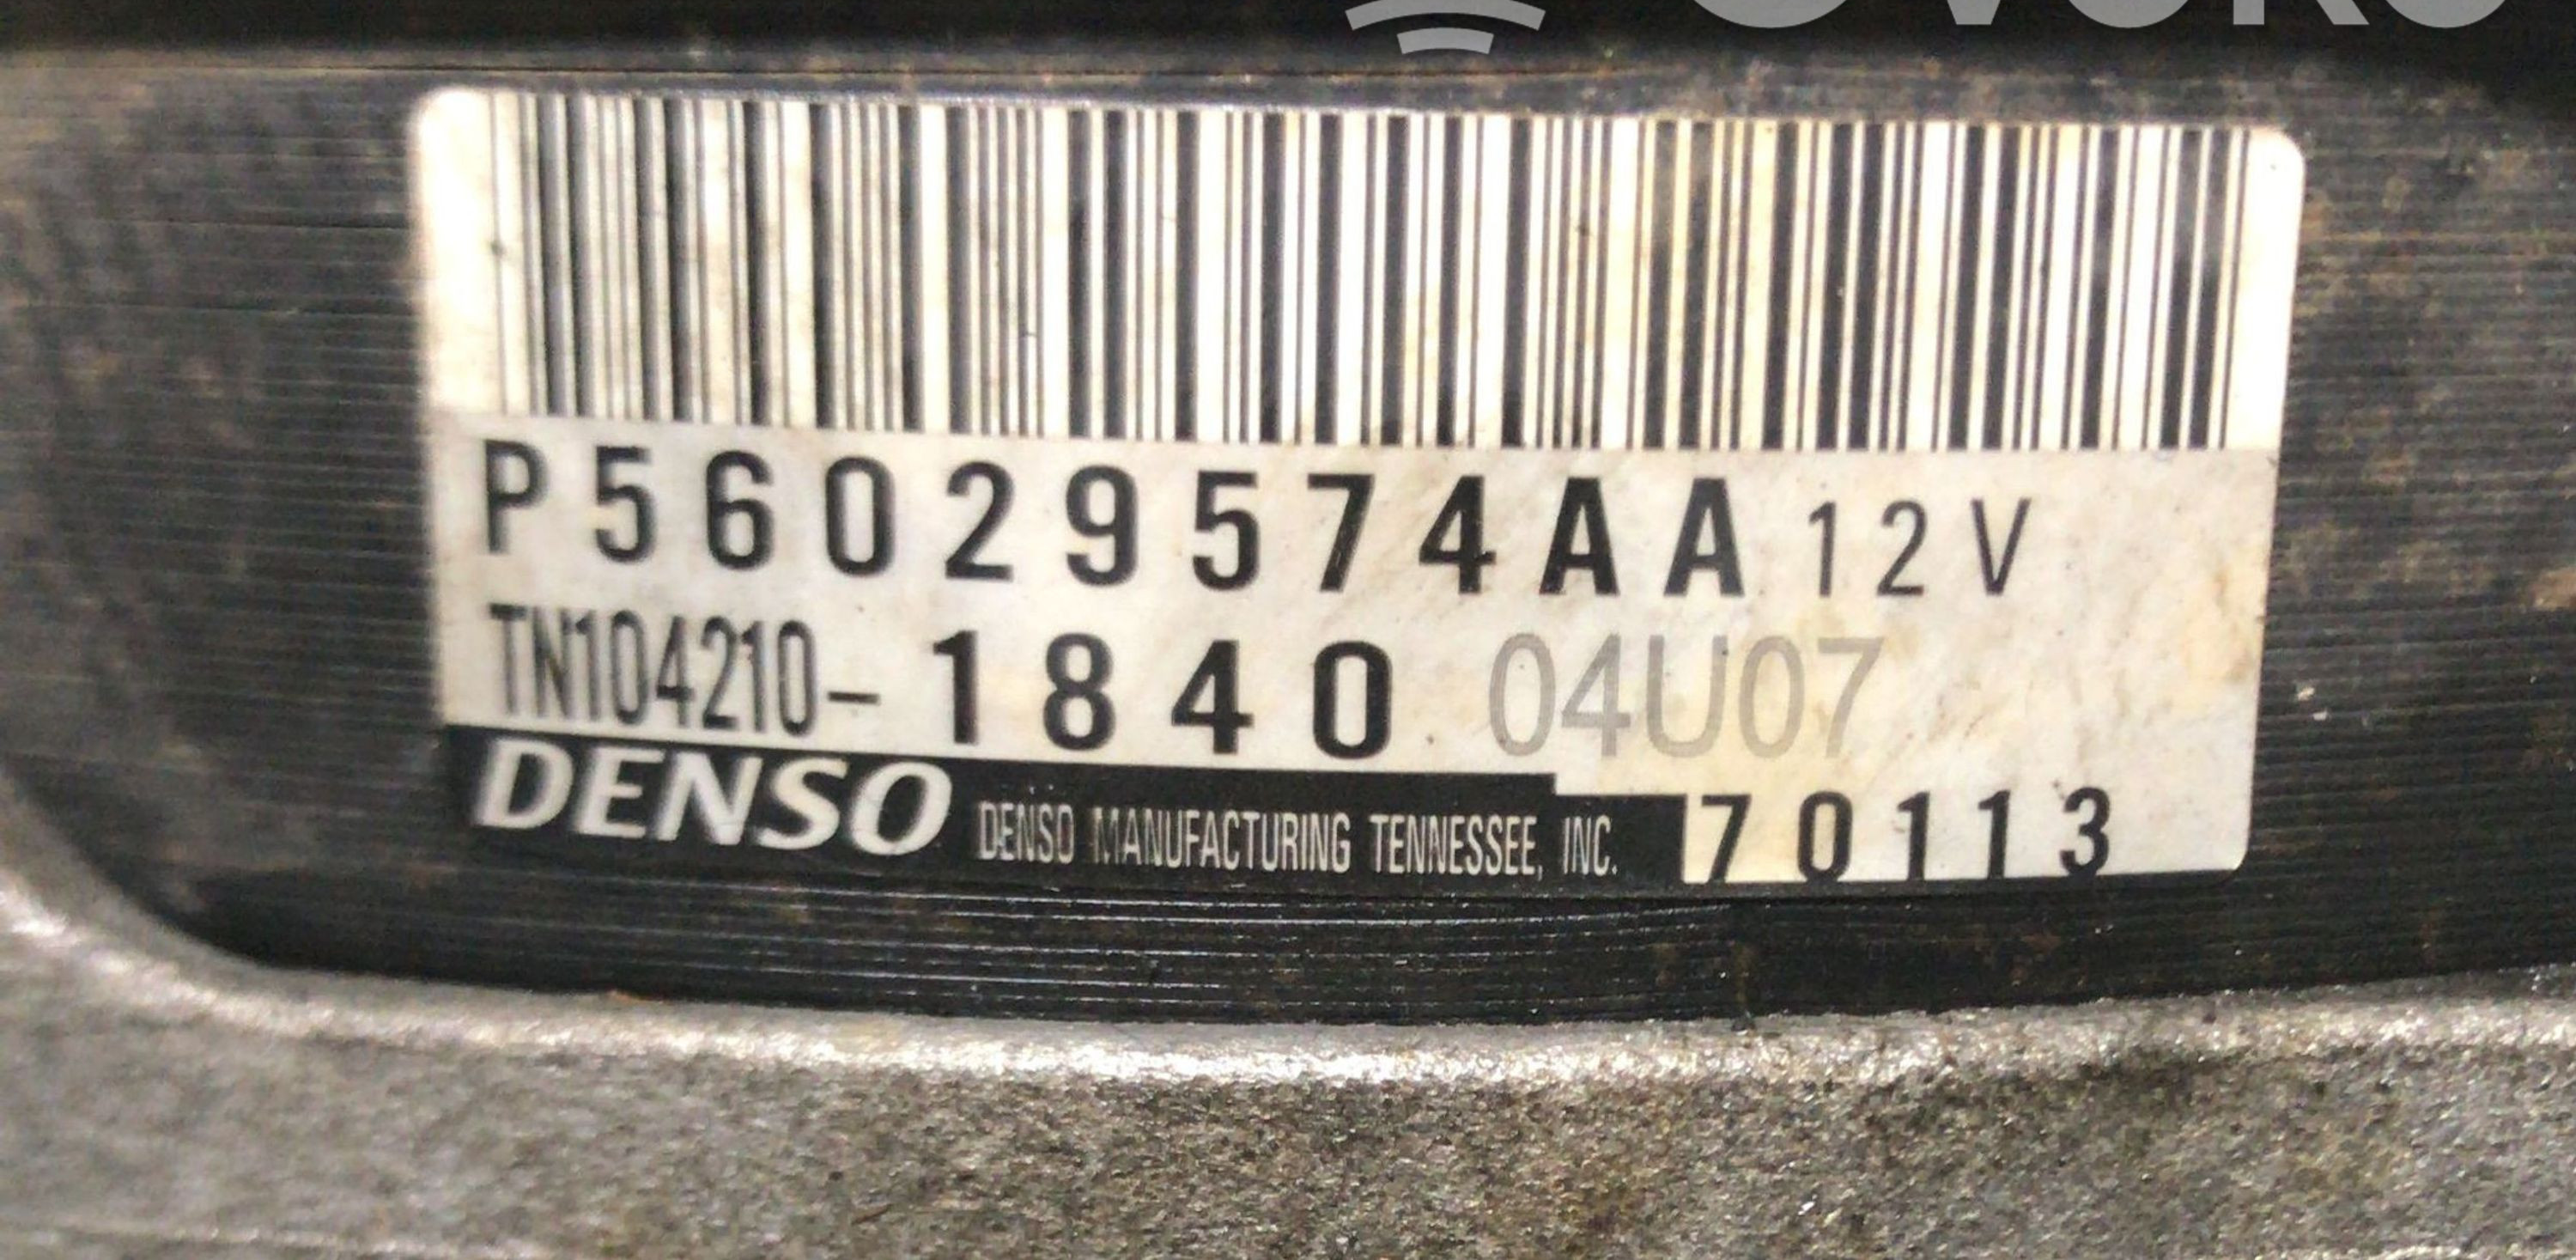 P56029574AA 12V
TN104210-1840 04U07
DENSO DENSO MANUFACTURING TENNESSEE, INC. 70113